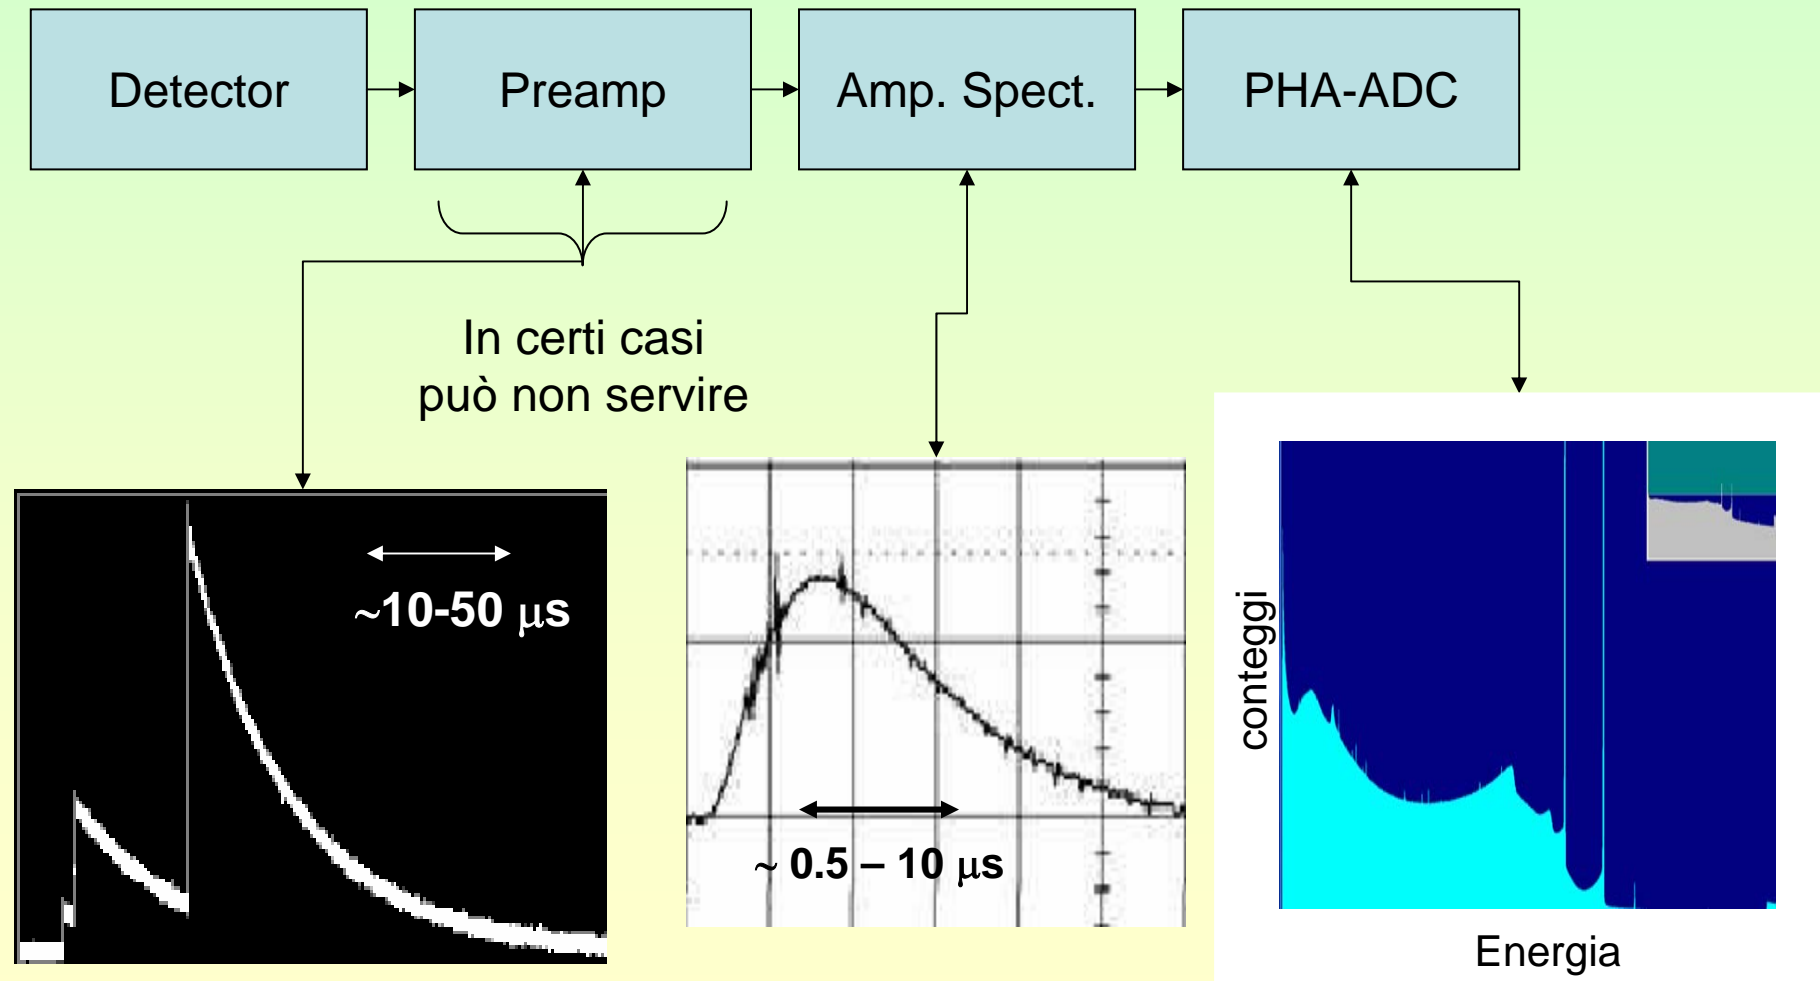 Detector
Preamp
Amp. Spect.
PHA-ADC
In certi casi
può non servire
~10-50 μs
~ 0.5 – 10 μs
conteggi
Energia